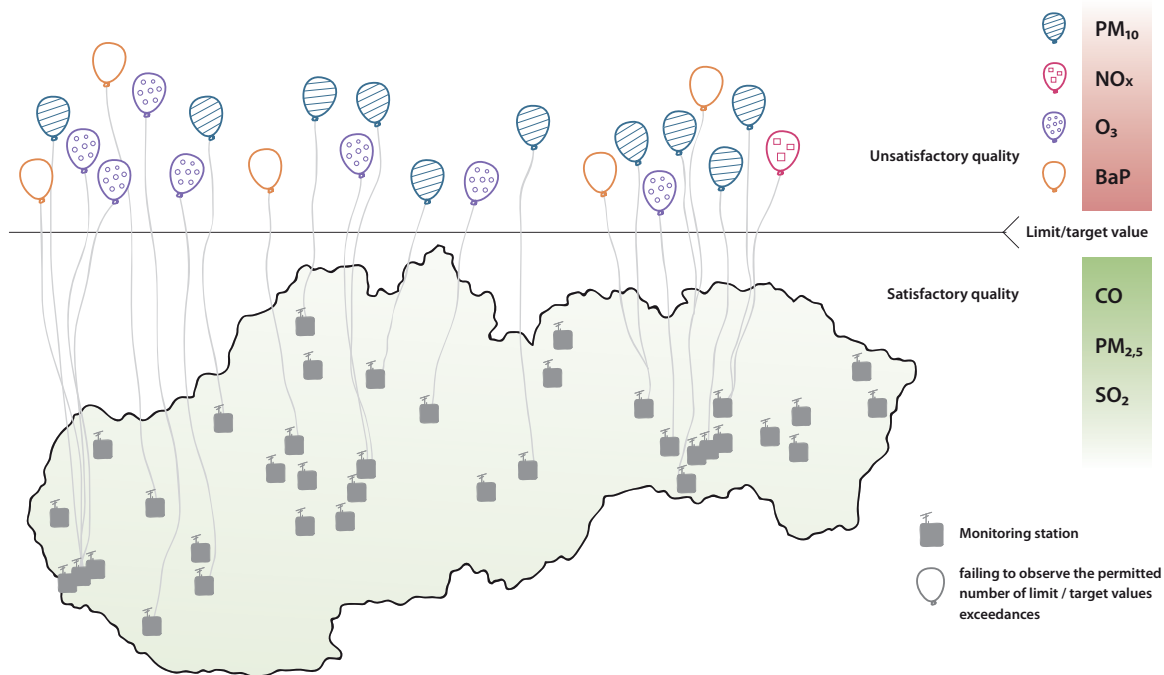 PM₁₀
NOx
O₃
Unsatisfactory quality
BaP
Limit/target value
Satisfactory quality
CO
PM₂,₅
SO₂
Monitoring station
failing to observe the permitted
number of limit / target values
exceedances